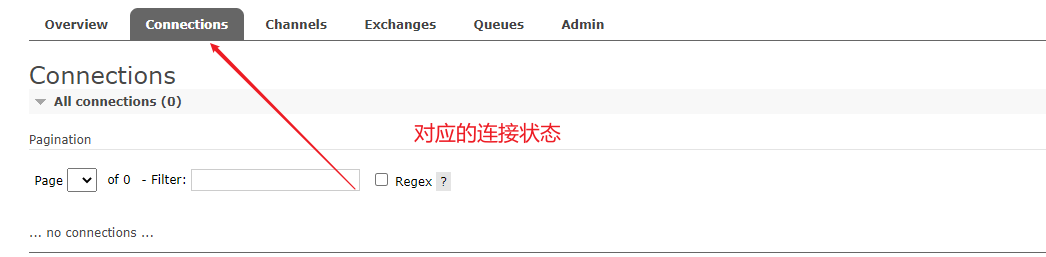 Overview Connections Channels Exchanges Queues Admin
Connections
All connections (0)
对应的连接状态
Pagination
Page of 0 - Filter: Regex ?
... no connections ...